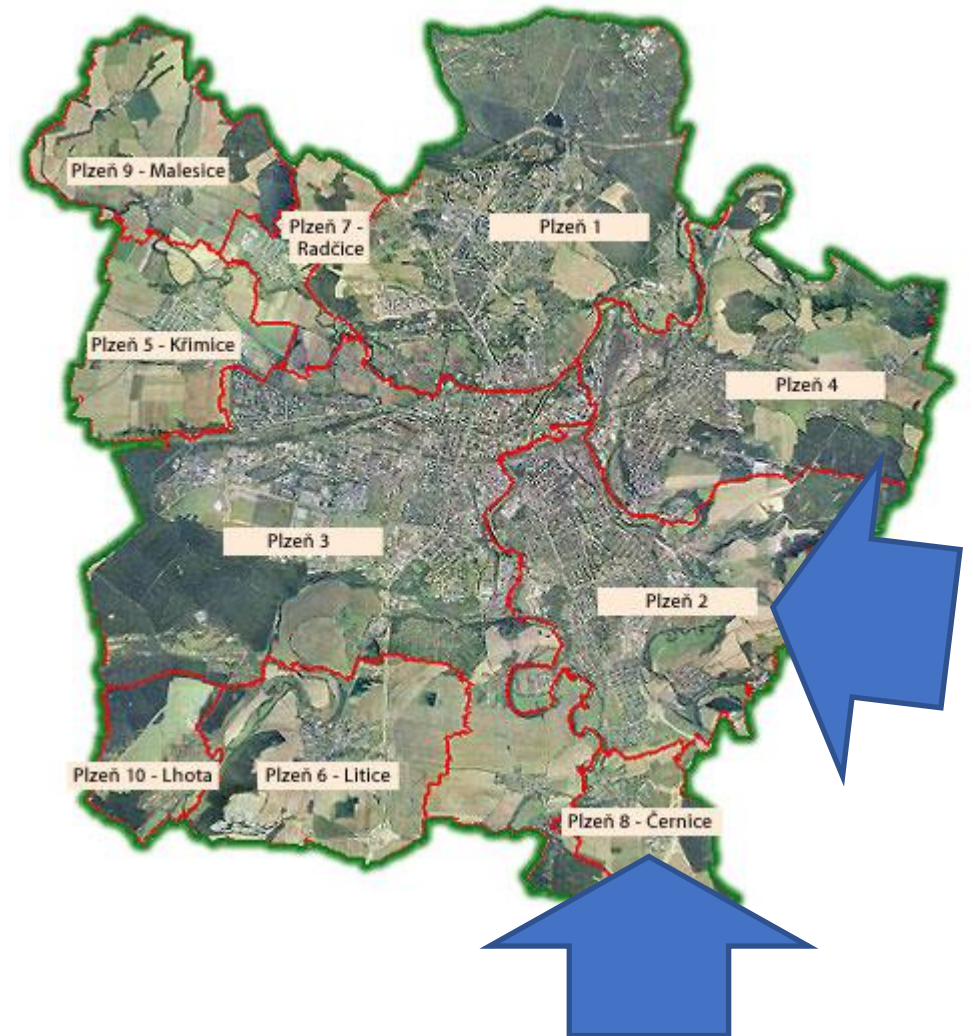 Plzeň 9 - Malesice
Plzeň 7 -
Radčice
Plzeň 1
Plzeň 5 - Křimice
Plzeň 4
Plzeň 3
Plzeň 2
Plzeň 10 - Lhota
Plzeň 6 - Litice
Plzeň 8 - Černice